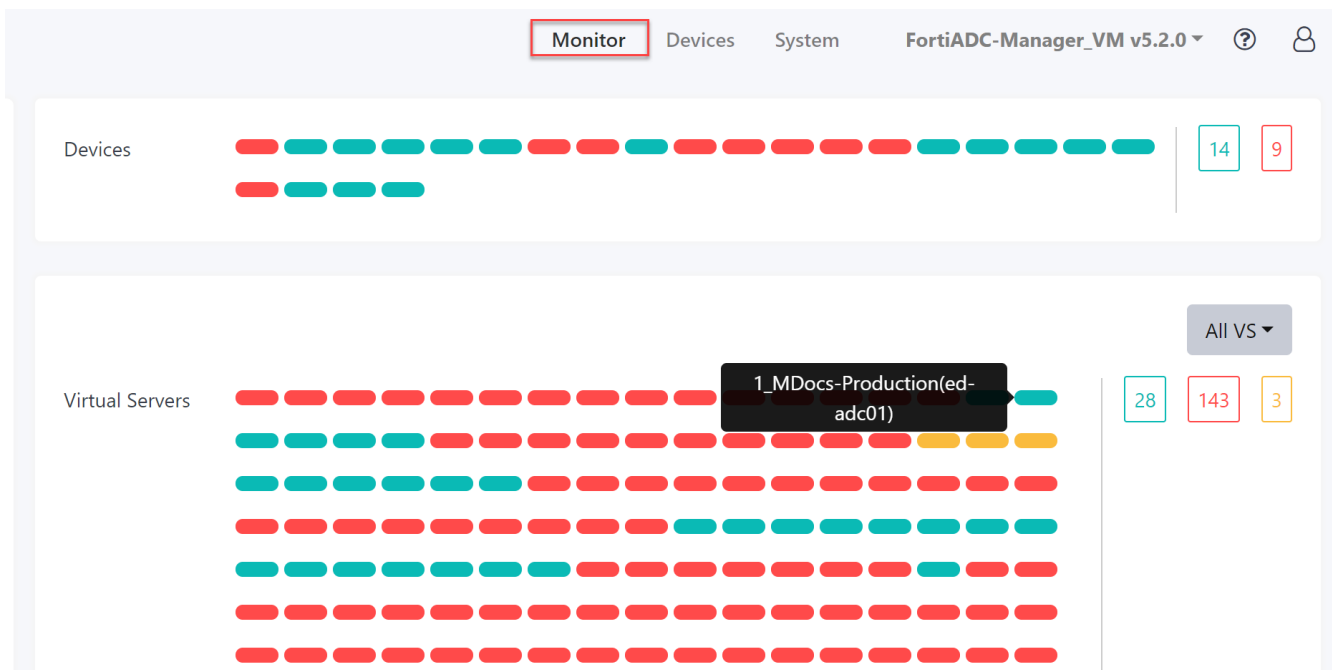 Monitor Devices System FortiADC-Manager_VM v5.2.0
Devices
14 9
All VS
1_MDocs-Production(ed-
adc01)
Virtual Servers
28 143 3